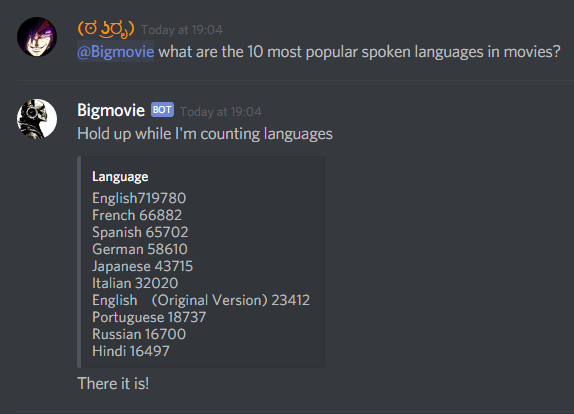 Today at 19:04
@Bigmovie what are the 10 most popular spoken languages in movies?
Bigmovie BOT Today at 19:04
Hold up while I'm counting languages
Language
English719780
French 66882
Spanish 65702
German 58610
Japanese 43715
Italian 32020
English    (Original Version) 23412
Portuguese 18737
Russian 16700
Hindi 16497
There it is!